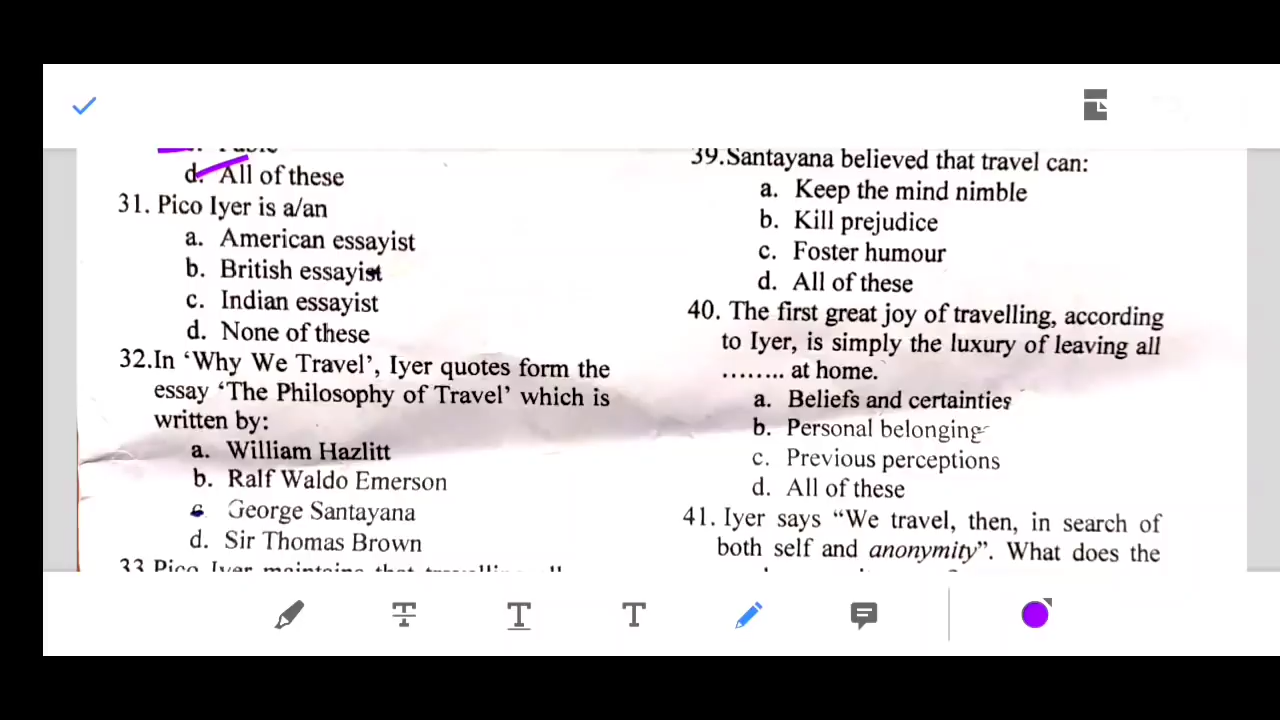 d. All of these
31. Pico Iyer is a/an
a. American essayist
b. British essayist
c. Indian essayist
d. None of these
32.In ‘Why We Travel’, Iyer quotes form the
essay ‘The Philosophy of Travel’ which is
written by:
a. William Hazlitt
b. Ralf Waldo Emerson
c George Santayana
d. Sir Thomas Brown
39.Santayana believed that travel can:
a. Keep the mind nimble
b. Kill prejudice
c. Foster humour
d. All of these
40. The first great joy of travelling, according
to Iyer, is simply the luxury of leaving all
........ at home.
a. Beliefs and certainties
b. Personal belonging
c. Previous perceptions
d. All of these
41. Iyer says “We travel, then, in search of
both self and anonymity”. What does the